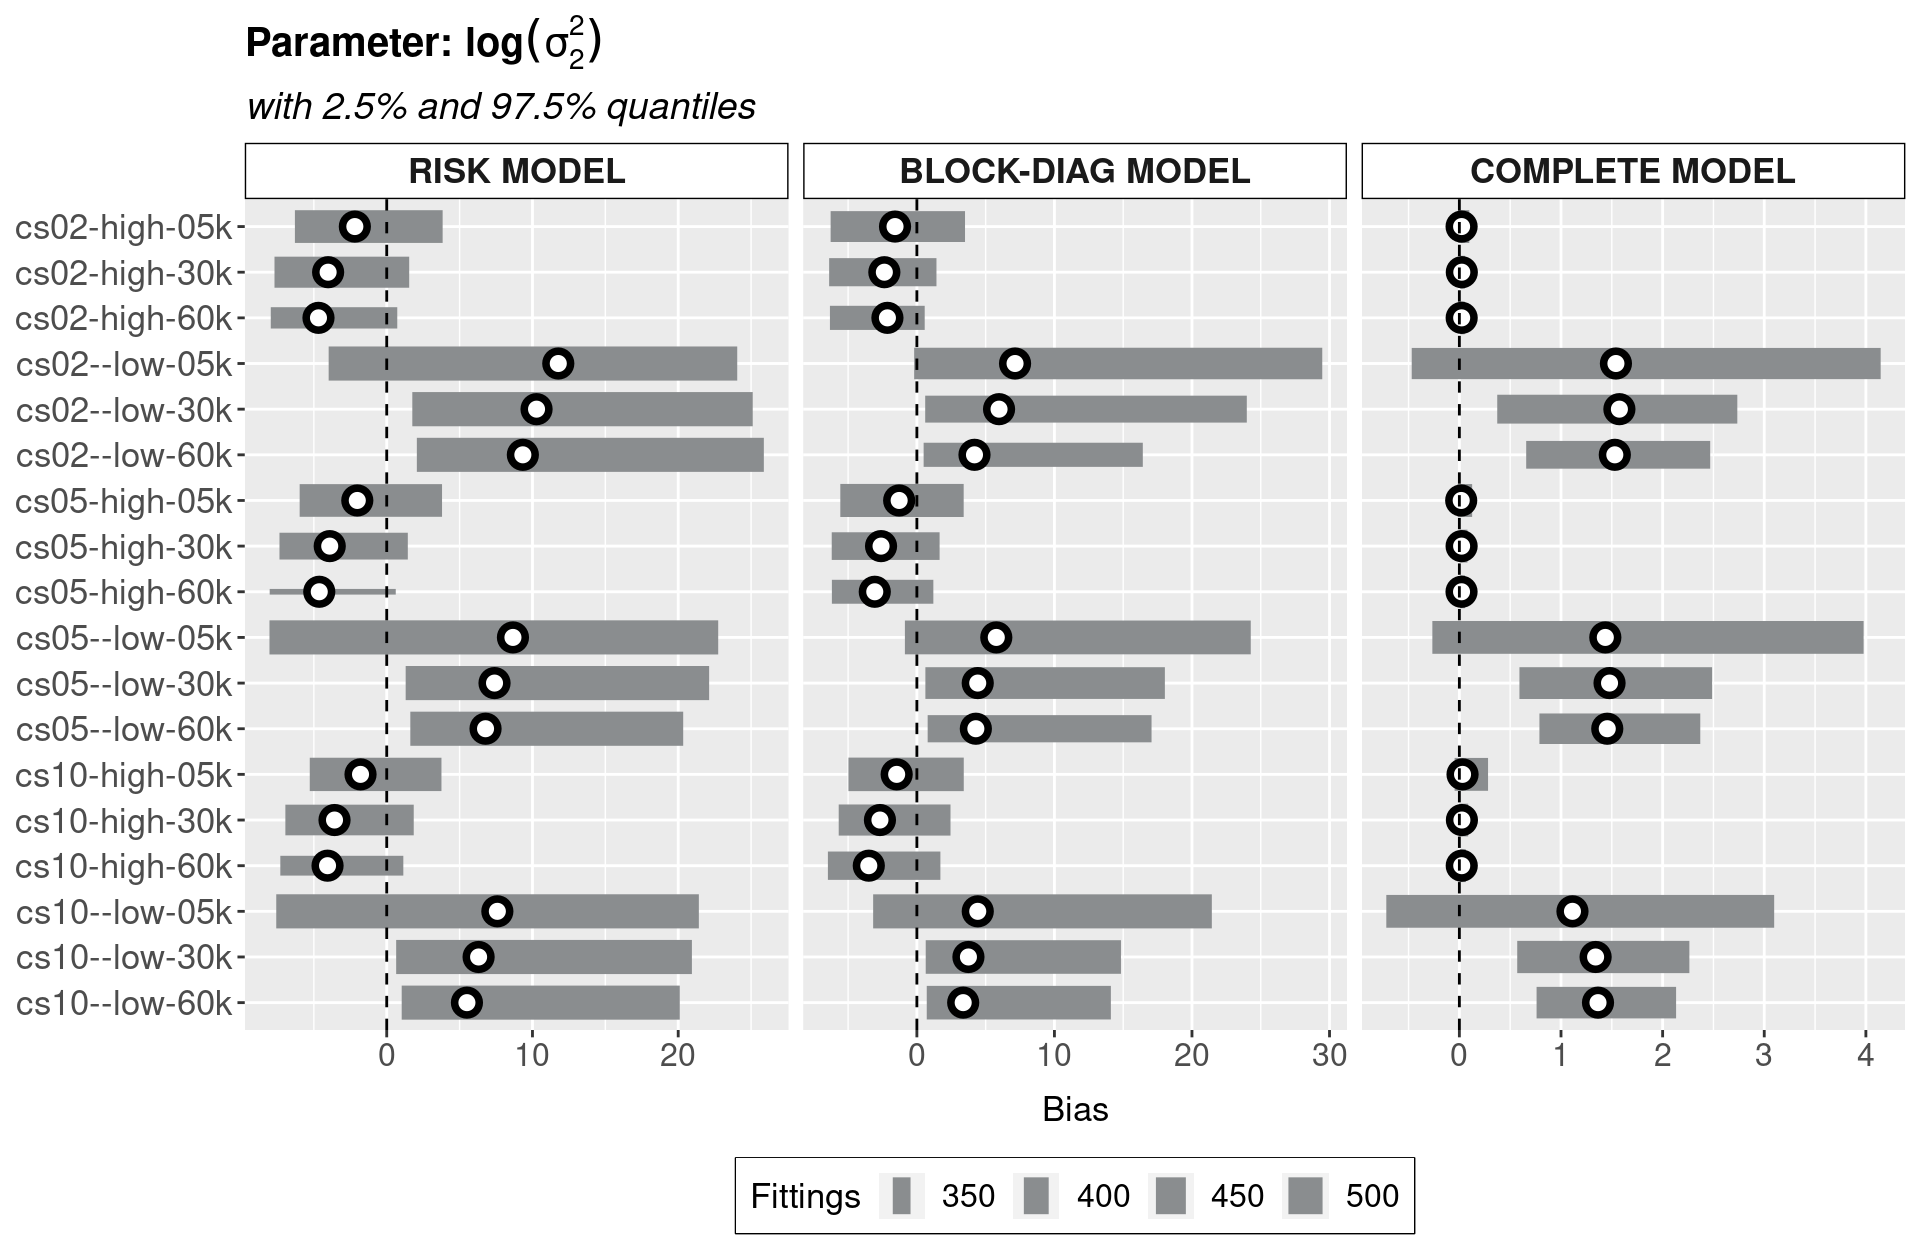 Parameter: log(σ₂²)
with 2.5% and 97.5% quantiles
RISK MODEL BLOCK-DIAG MODEL COMPLETE MODEL
cs02-high-05k
cs02-high-30k
cs02-high-60k
cs02--low-05k
cs02--low-30k
cs02--low-60k
cs05-high-05k
cs05-high-30k
cs05-high-60k
cs05--low-05k
cs05--low-30k
cs05--low-60k
cs10-high-05k
cs10-high-30k
cs10-high-60k
cs10--low-05k
cs10--low-30k
cs10--low-60k
0 10 20 0 10 20 30 0 1 2 3 4
Bias
Fittings 350 400 450 500